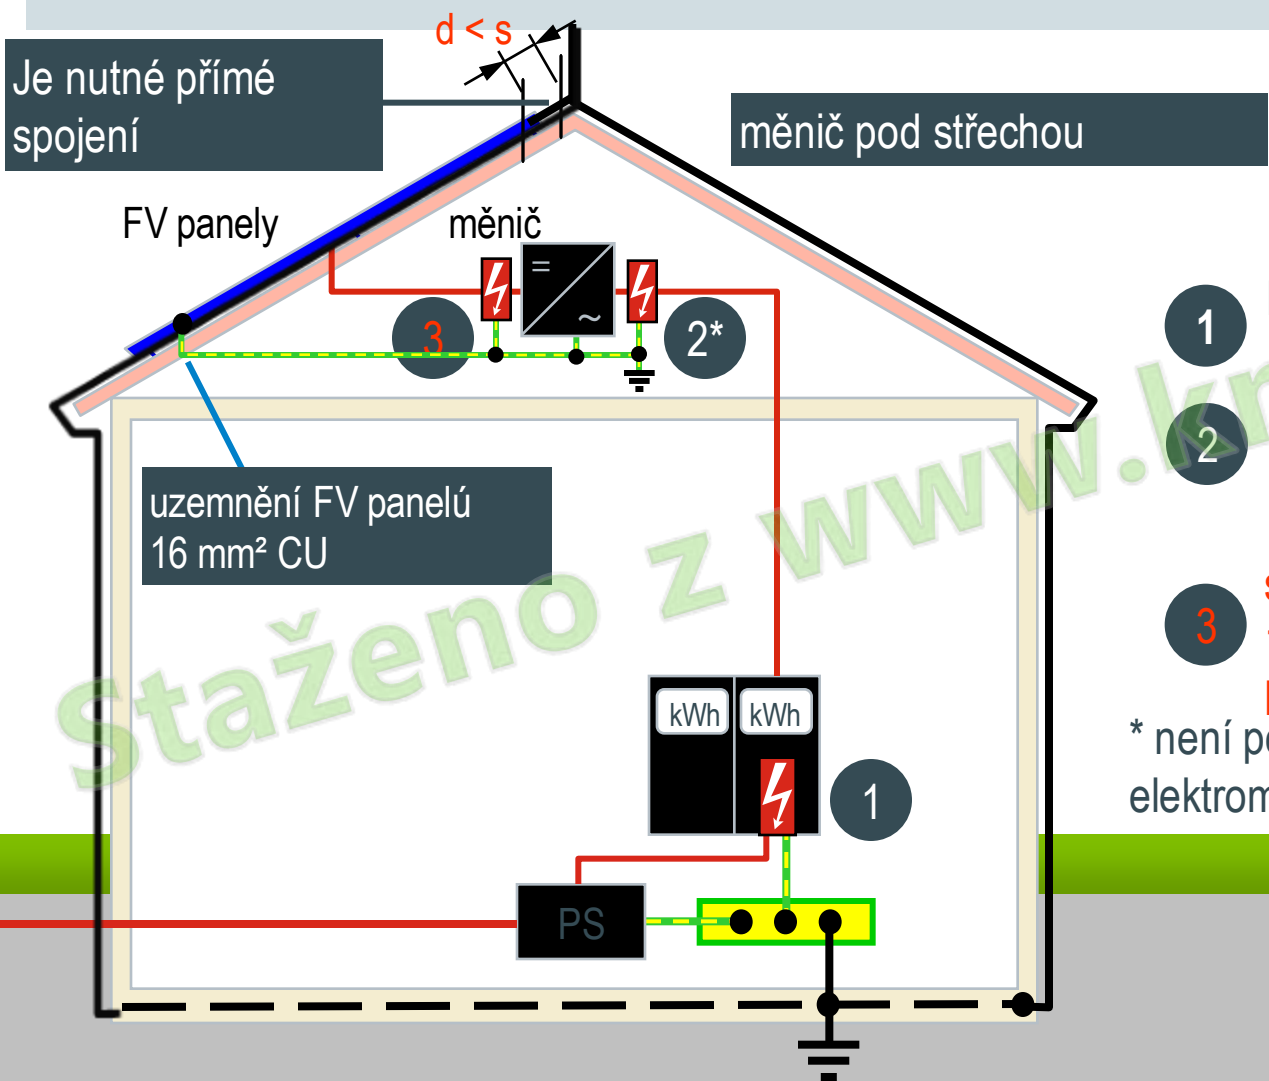 d < s
Je nutné přímé
spojení
měnič pod střechou
FV panely
měnič
=
~
3
2*
1
2
uzemnění FV panelú
16 mm² CU
Staženo z www.
3
kWh
kWh
* není
1
PS